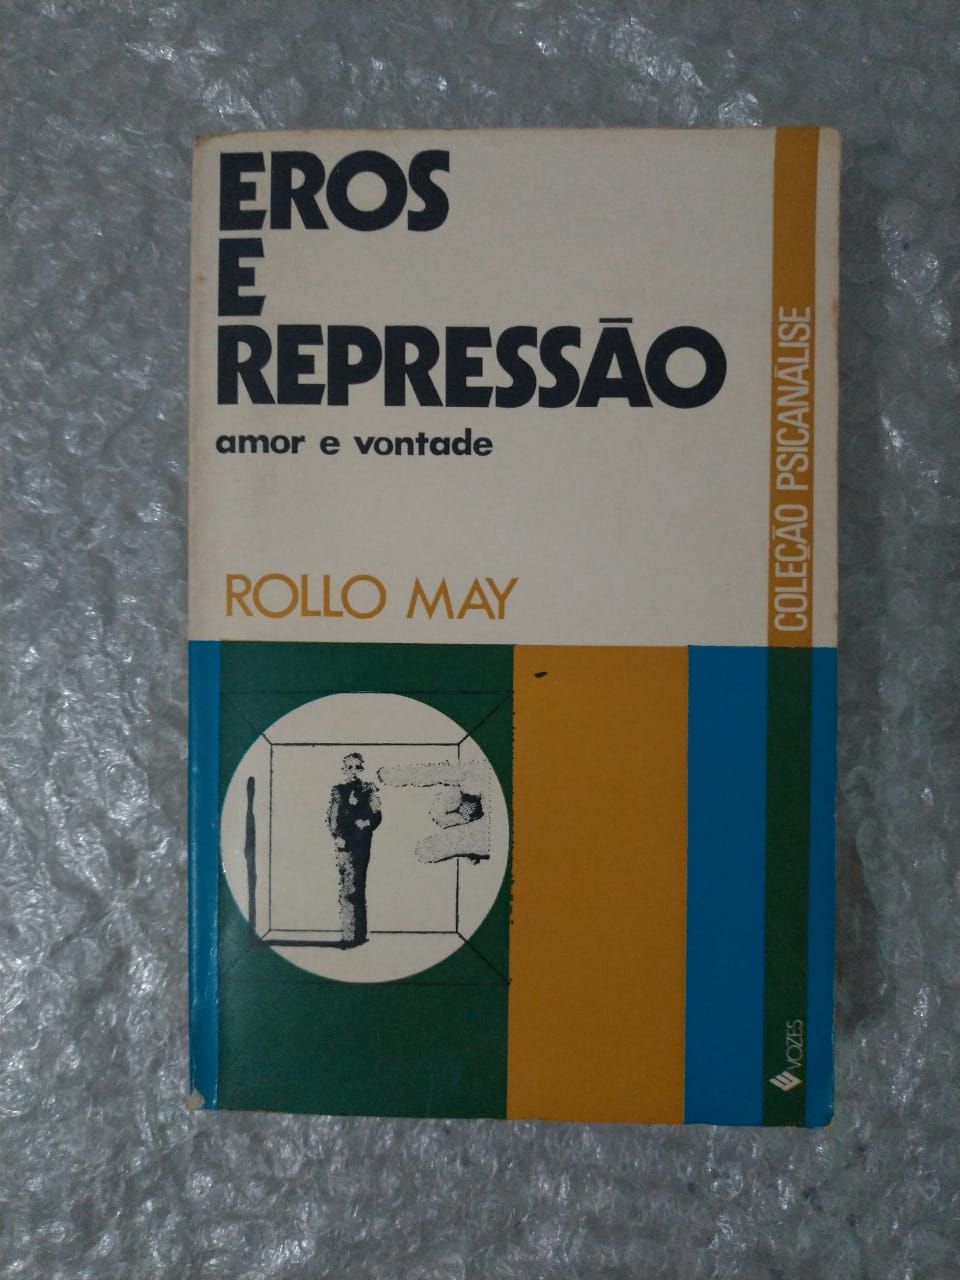 EROS
E
REPRESSÃO
amor e vontade
ROLLO MAY
COLEÇÃO PSICANÁLISE
VOZES